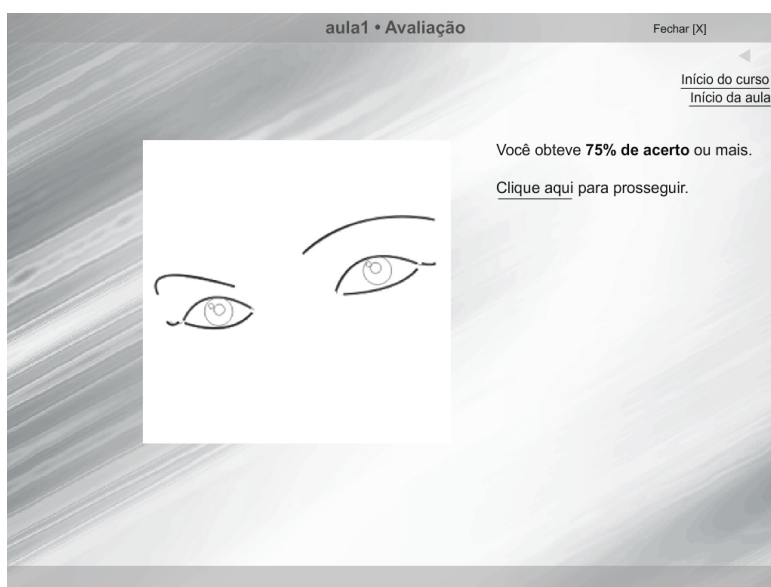 aula1 • Avaliação
Fechar [X]
Início do curso
Início da aula
Você obteve 75% de acerto ou mais.
Clique aqui para prosseguir.